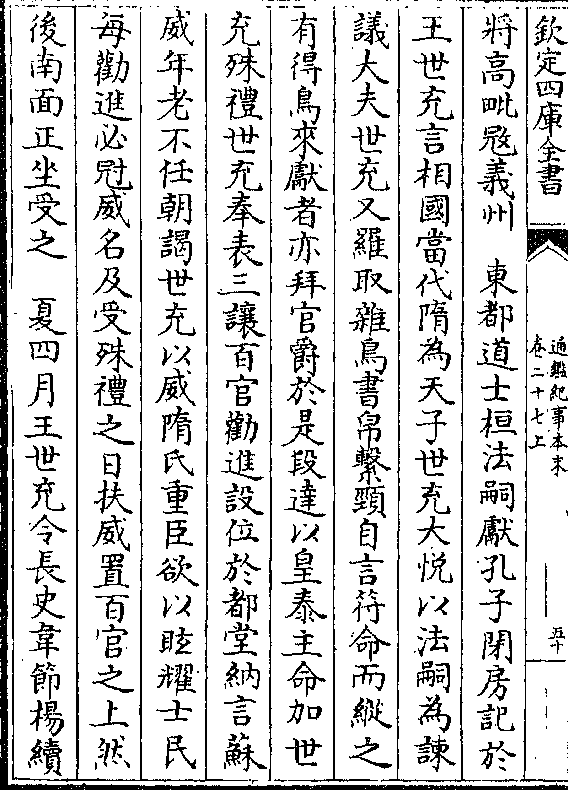 欽定四庫全書
通鑑紀事本末
卷二十七上
五十
將高毗冦義州　東都道士桓法嗣獻孔子閉房記於
王世充言相國當代隋為天子世充大悅以法嗣為諫
議大夫世充又羅取雜鳥書帛繫頸自言符命而縱之
有得鳥來獻者亦拜官爵於是段達以皇泰主命加世
充殊禮世充奉表三讓百官勸進設位於都堂納言蘇
威年老不任朝謁世充以威隋氏重臣欲以眩耀士民
每勸進必冠威名及受殊禮之日扶威置百官之上然
後南面正坐受之　夏四月王世充令長史韋節楊續